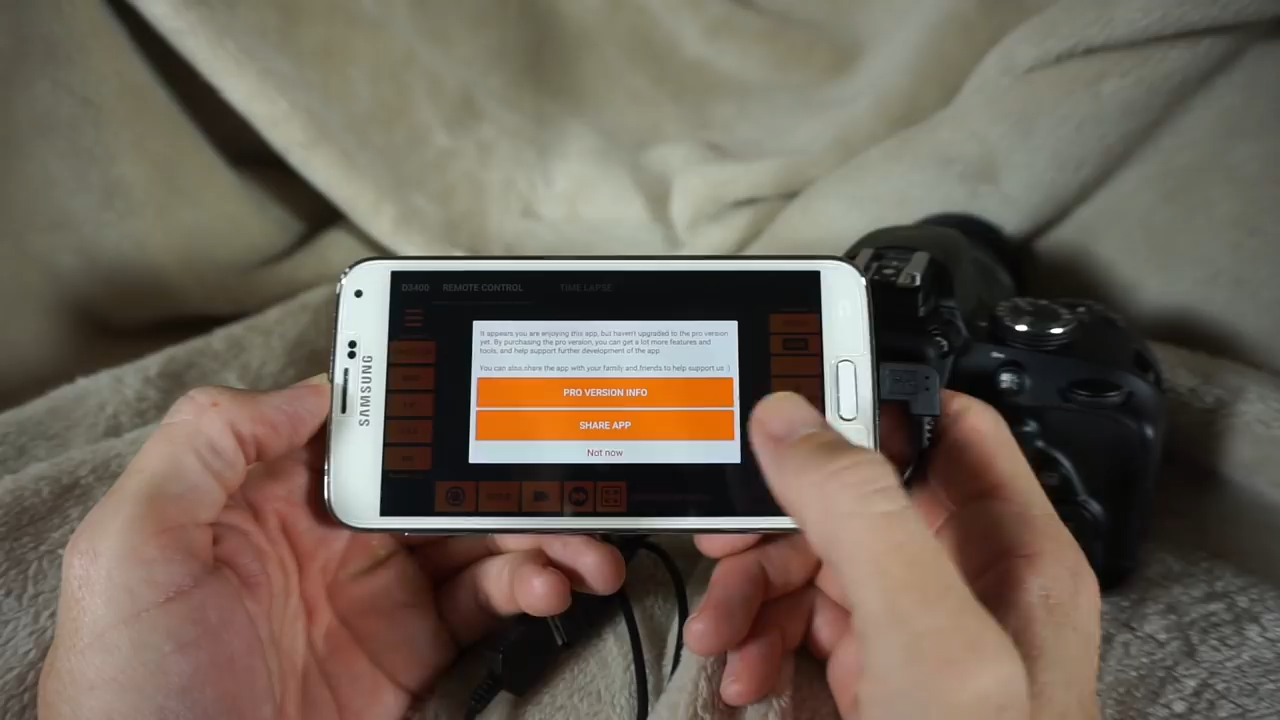 D3400 REMOTE CONTROL TIME LAPSE
It appears you are enjoying this app, but haven't upgraded to the pro version
yet. By purchasing the pro version, you can get a lot more features and
tools, and help support further development of the app.
You can also share the app with your family and friends to help support us :)
PRO VERSION INFO
SHARE APP
Not now
SAMSUNG